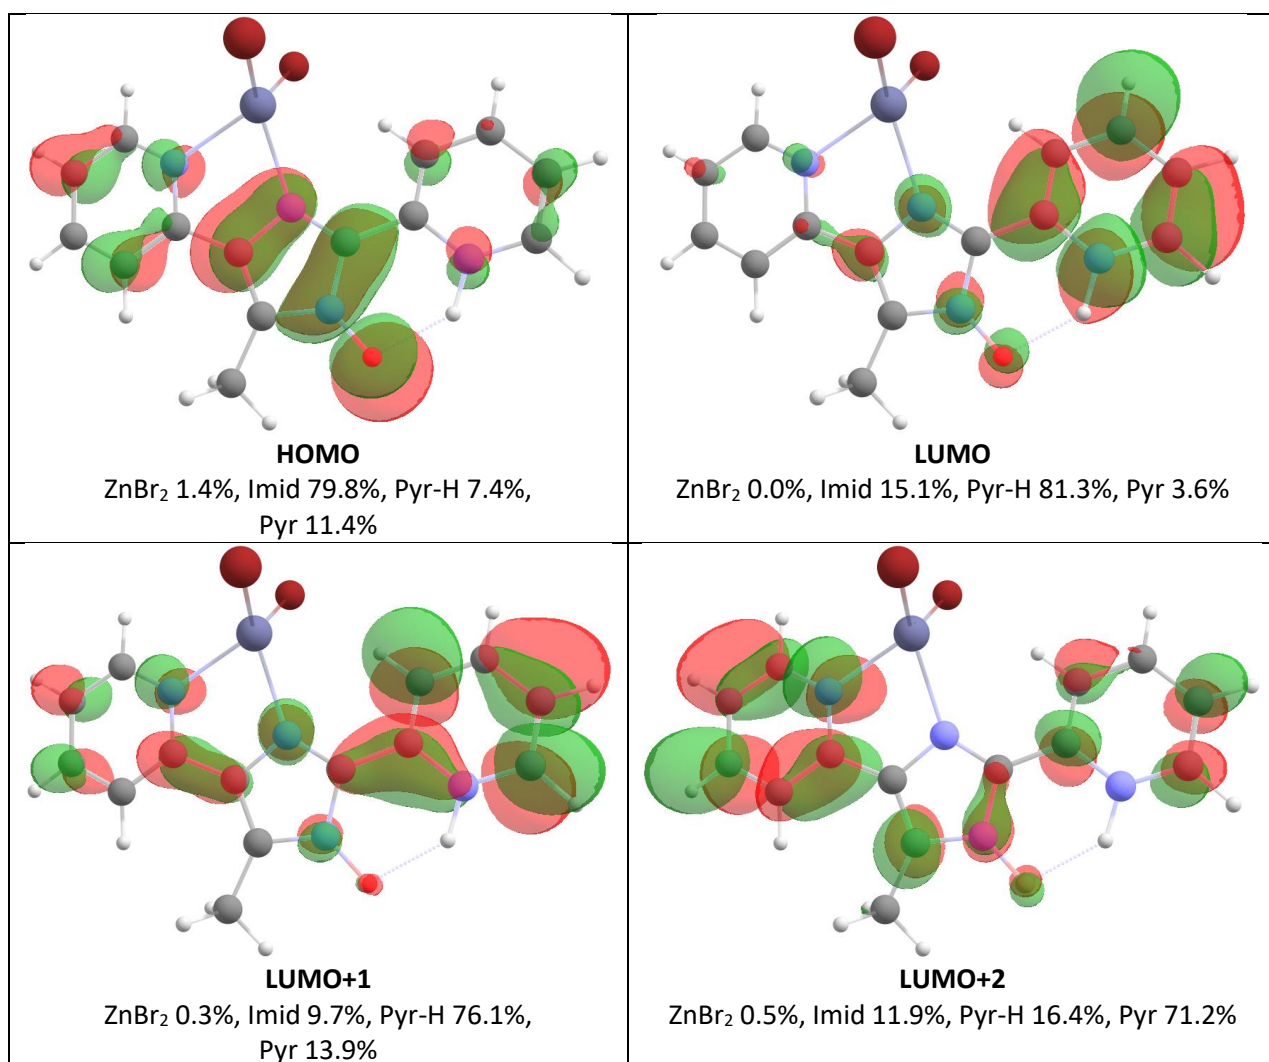 HOMO
ZnBr₂ 1.4%, Imid 79.8%, Pyr-H 7.4%,
Pyr 11.4%
LUMO
ZnBr₂ 0.0%, Imid 15.1%, Pyr-H 81.3%, Pyr 3.6%
LUMO+1
ZnBr₂ 0.3%, Imid 9.7%, Pyr-H 76.1%,
Pyr 13.9%
LUMO+2
ZnBr₂ 0.5%, Imid 11.9%, Pyr-H 16.4%, Pyr 71.2%